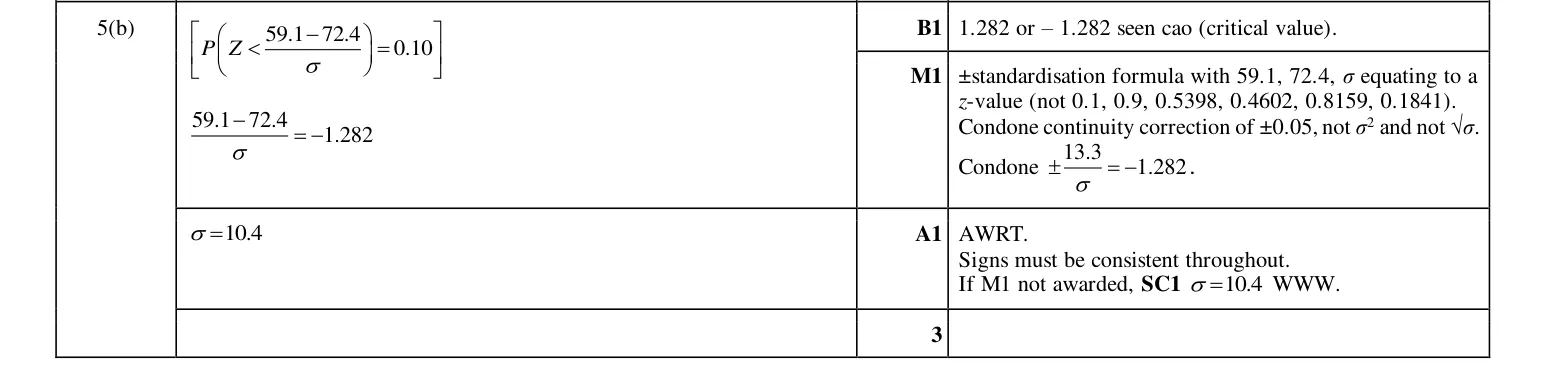 5(b)
[P(Z < (59.1 − 72.4)/σ) = 0.10]
B1 1.282 or – 1.282 seen cao (critical value).
(59.1 − 72.4)/σ = −1.282
M1 ±standardisation formula with 59.1, 72.4, σ equating to a
z-value (not 0.1, 0.9, 0.5398, 0.4602, 0.8159, 0.1841).
Condone continuity correction of ±0.05, not σ² and not √σ.
Condone ± 13.3/σ = −1.282.
σ = 10.4
A1 AWRT.
Signs must be consistent throughout.
If M1 not awarded, SC1 σ = 10.4 WWW.
3